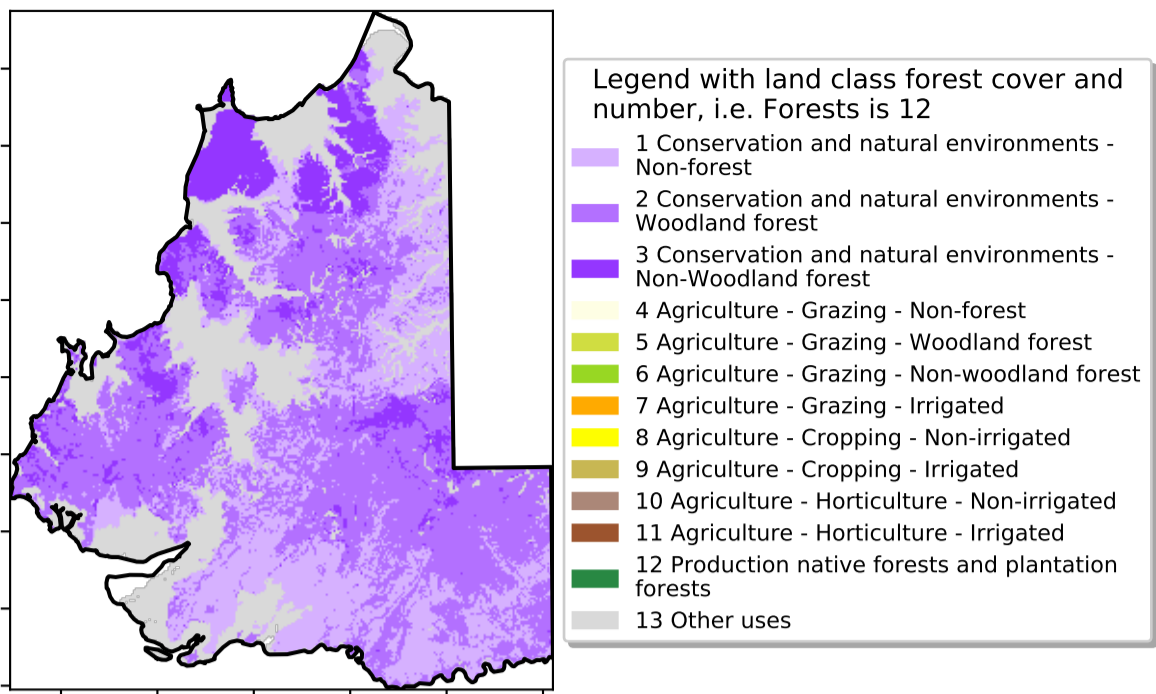 Legend with land class forest cover and
number, i.e. Forests is 12
1 Conservation and natural environments -
Non-forest
2 Conservation and natural environments -
Woodland forest
3 Conservation and natural environments -
Non-Woodland forest
4 Agriculture - Grazing - Non-forest
5 Agriculture - Grazing - Woodland forest
6 Agriculture - Grazing - Non-woodland forest
7 Agriculture - Grazing - Irrigated
8 Agriculture - Cropping - Non-irrigated
9 Agriculture - Cropping - Irrigated
10 Agriculture - Horticulture - Non-irrigated
11 Agriculture - Horticulture - Irrigated
12 Production native forests and plantation
forests
13 Other uses